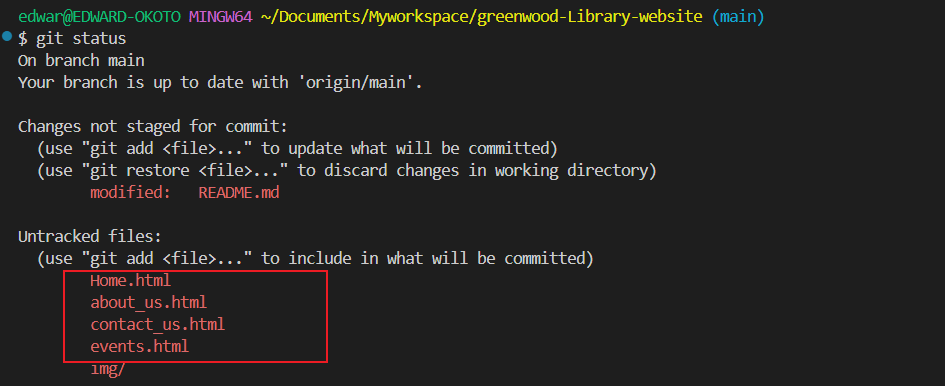 edwar@EDWARD-OKOTO MINGW64 ~/Documents/Myworkspace/greenwood-Library-website (main)
$ git status
On branch main
Your branch is up to date with 'origin/main'.
Changes not staged for commit:
(use "git add <file>..." to update what will be committed)
(use "git restore <file>..." to discard changes in working directory)
modified: README.md
Untracked files:
(use "git add <file>..." to include in what will be committed)
Home.html
about_us.html
contact_us.html
events.html
img/